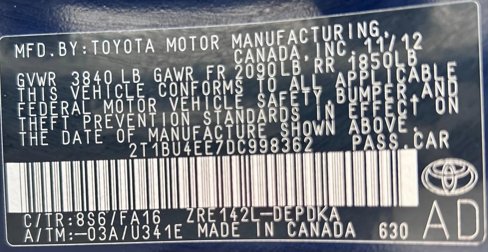 MFD.BY:TOYOTA MOTOR MANUFACTURING,
CANADA,INC. 11/12
GVWR 3840LB GAWR FR 2090LB RR 1850LB
THIS VEHICLE CONFORMS TO ALL APPLICABLE
FEDERAL MOTOR VEHICLE SAFETY, BUMPER, AND
THEFT PREVENTION STANDARDS IN EFFECT ON
THE DATE OF MANUFACTURE SHOWN ABOVE.
2T1BU4EE7DC998362 PASS.CAR
C/TR:8S6/FA16 ZRE142L-DEPDKA
A/TM:-03A/U341E MADE IN CANADA 630
AD